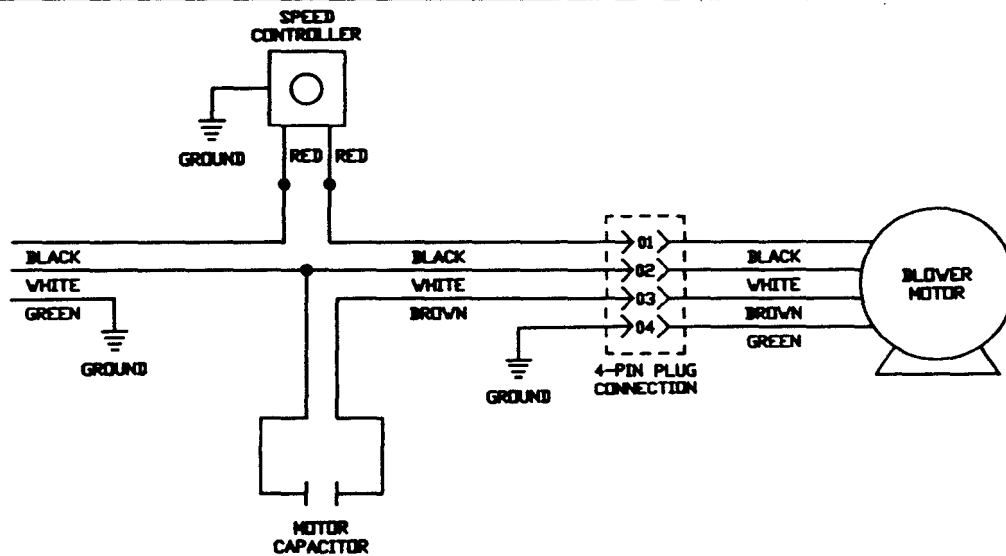 SPEED
CONTROLLER
GROUND
RED
RED
BLACK
WHITE
GREEN
GROUND
BLACK
WHITE
BROWN
GROUND
01
02
03
04
4-PIN PLUG
CONNECTION
BLACK
WHITE
BROWN
GREEN
BLOWER
MOTOR
MOTOR
CAPACITOR